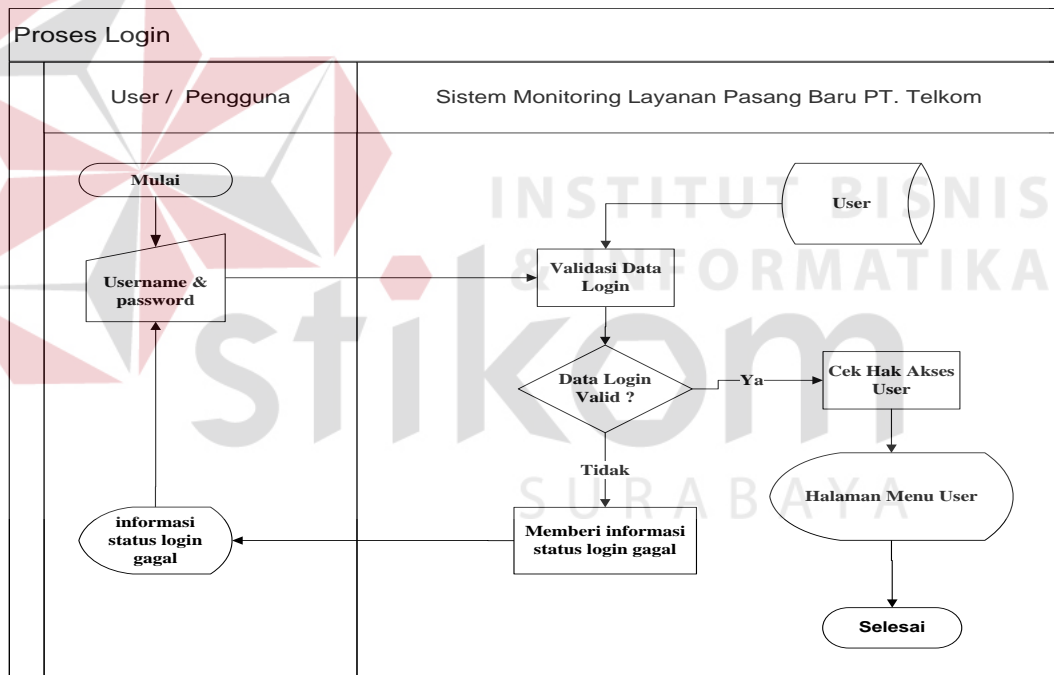 Proses Login
User / Pengguna
Sistem Monitoring Layanan Pasang Baru PT. Telkom
Mulai
User
INSTITUT BISNIS
& INFORMATIKA
Username &
password
Validasi Data
Login
stikom
Data Login
Valid ?
Ya
Cek Hak Akses
User
Tidak
Halaman Menu User
SURABAYA
informasi
status login
gagal
Memberi informasi
status login gagal
Selesai